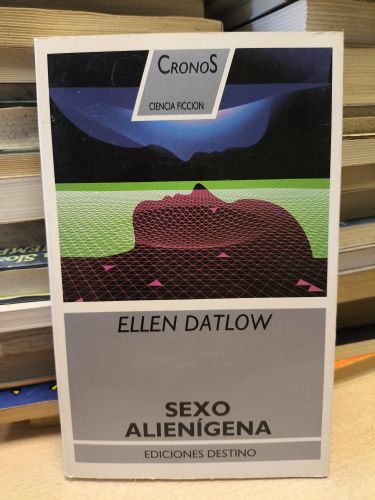 CRONOS
CIENCIA FICCION
ELLEN DATLOW
SEXO
ALIENÍGENA
EDICIONES DESTINO